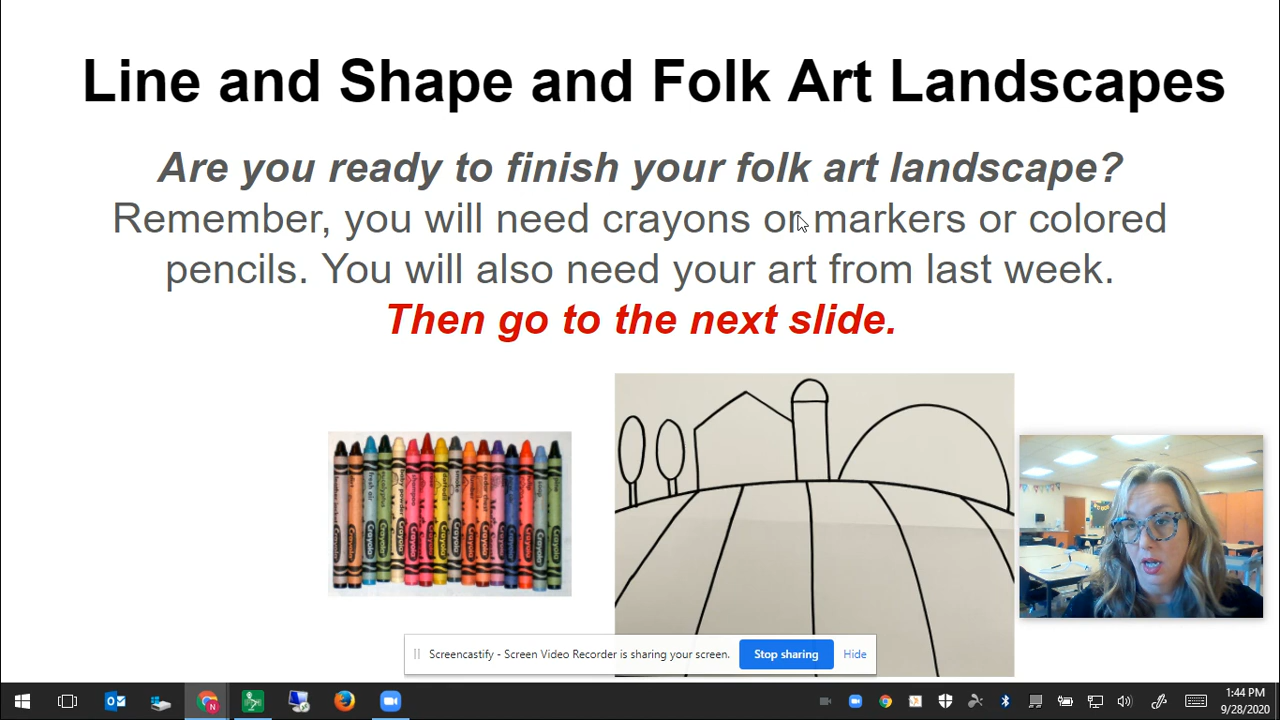 Line and Shape and Folk Art Landscapes
Are you ready to finish your folk art landscape?
Remember, you will need crayons or markers or colored
pencils. You will also need your art from last week.
Then go to the next slide.
Screencastify - Screen Video Recorder is sharing your screen.
Stop sharing
Hide
1:44 PM
9/28/2020